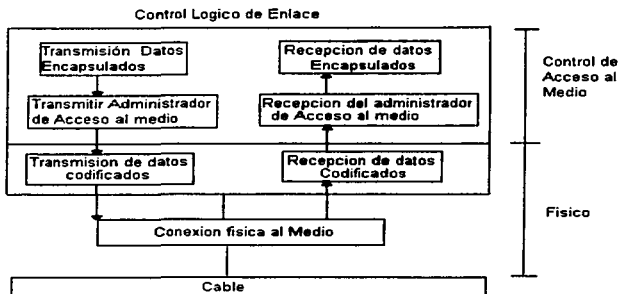 Control Logico de Enlace
Transmisión Datos
Encapsulados
Recepcion de datos
Encapsulados
Control de
Acceso al
Medio
Transmitir Administrador
de Acceso al medio
Recepcion del administrador
de Acceso al medio
Transmision de datos
codificados
Recepcion de datos
Codificados
Fisico
Conexion fisica al Medio
Cable